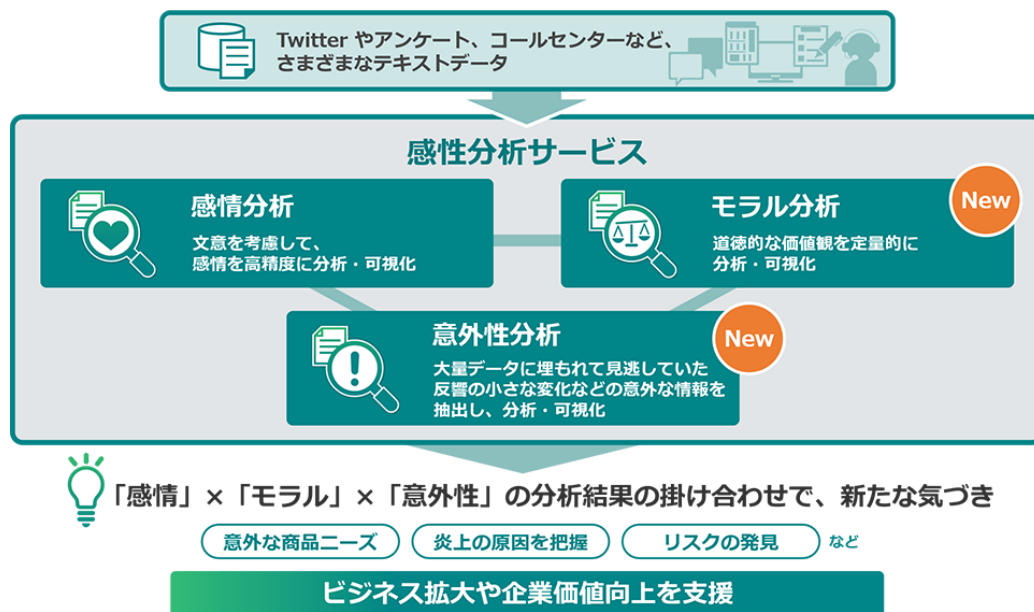 Twitter やアンケート、コールセンターなど、
さまざまなテキストデータ
感性分析サービス
感情分析
文意を考慮して、
感情を高精度に分析・可視化
モラル分析
New
道徳的な価値観を定量的に
分析・可視化
意外性分析
New
大量データに埋もれて見逃していた
反響の小さな変化などの意外な情報を
抽出し、分析・可視化
「感情」×「モラル」×「意外性」の分析結果の掛け合わせで、新たな気づき
意外な商品ニーズ
炎上の原因を把握
リスクの発見
など
ビジネス拡大や企業価値向上を支援